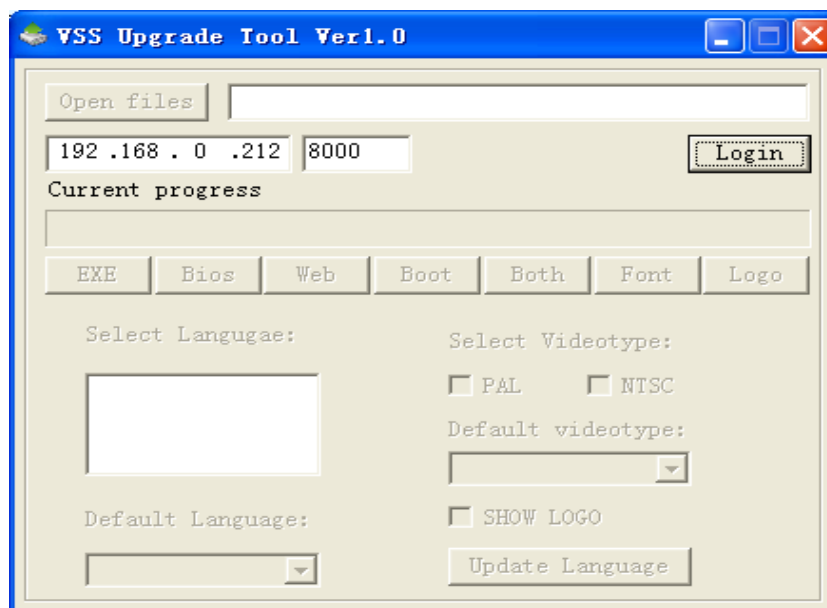 VSS Upgrade Tool Ver1.0
Open files
192 .168 . 0 .212 8000 Login
Current progress
EXE Bios Web Boot Both Font Logo
Select Langugae:
Select Videotype:
PAL NTSC
Default videotype:
Default Language:
SHOW LOGO
Update Language